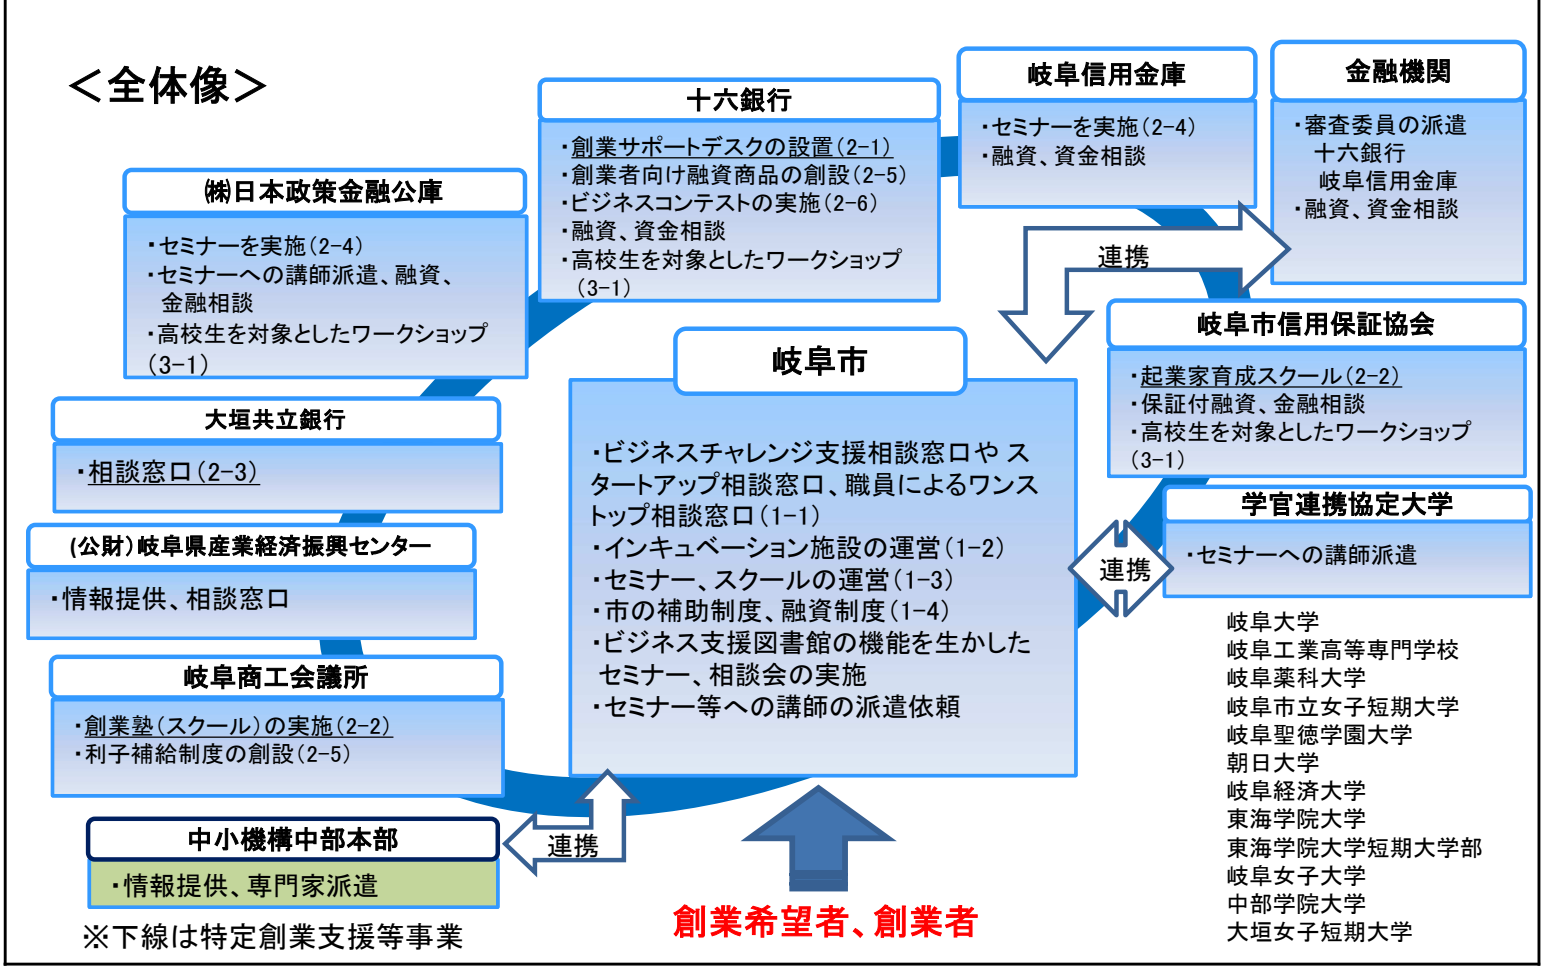 ＜全体像＞
㈱日本政策金融公庫
・セミナーを実施（2-4）
・セミナーへの講師派遣、融資、
金融相談
・高校生を対象としたワークショップ
（3-1）
十六銀行
・創業サポートデスクの設置（2-1）
・創業者向け融資商品の創設（2-5）
・ビジネスコンテストの実施（2-6）
・融資、資金相談
・高校生を対象としたワークショップ
（3-1）
岐阜信用金庫
・セミナーを実施（2-4）
・融資、資金相談
金融機関
・審査委員の派遣
十六銀行
岐阜信用金庫
・融資、資金相談
連携
岐阜市信用保証協会
・起業家育成スクール（2-2）
・保証付融資、金融相談
・高校生を対象としたワークショップ
（3-1）
大垣共立銀行
・相談窓口（2-3）
(公財）岐阜県産業経済振興センター
・情報提供、相談窓口
岐阜商工会議所
・創業塾（スクール）の実施（2-2）
・利子補給制度の創設（2-5）
岐阜市
・ビジネスチャレンジ支援相談窓口や ス
タートアップ相談窓口、職員によるワンス
トップ相談窓口（1-1）
・インキュベーション施設の運営（1-2）
・セミナー、スクールの運営（1-3）
・市の補助制度、融資制度（1-4）
・ビジネス支援図書館の機能を生かした
セミナー、相談会の実施
・セミナー等への講師の派遣依頼
連携
学官連携協定大学
・セミナーへの講師派遣
岐阜大学
岐阜工業高等専門学校
岐阜薬科大学
岐阜市立女子短期大学
岐阜聖徳学園大学
朝日大学
岐阜経済大学
東海学院大学
東海学院大学短期大学部
岐阜女子大学
中部学院大学
大垣女子短期大学
中小機構中部本部
・情報提供、専門家派遣
連携
創業希望者、創業者
※下線は特定創業支援等事業